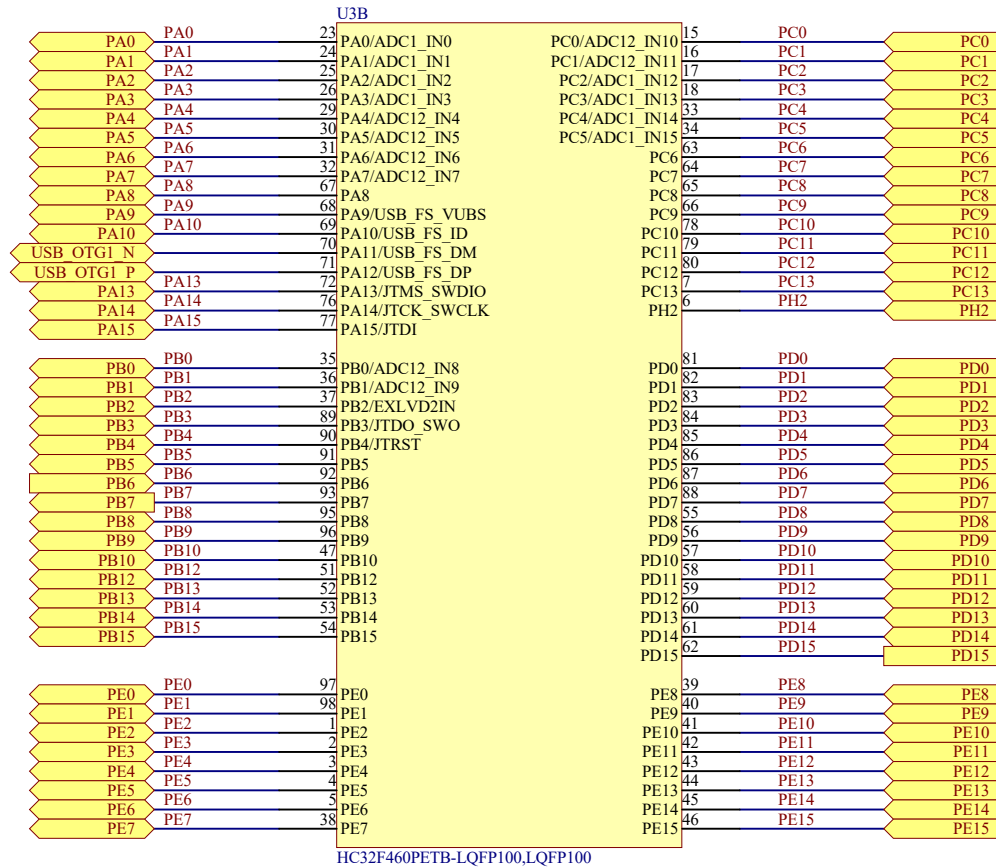 U3B
PA0 PA0 23 PA0/ADC1_IN0 PC0/ADC12_IN10 15 PC0 PC0
PA1 PA1 24 PA1/ADC1_IN1 PC1/ADC12_IN11 16 PC1 PC1
PA2 PA2 25 PA2/ADC1_IN2 PC2/ADC1_IN12 17 PC2 PC2
PA3 PA3 26 PA3/ADC1_IN3 PC3/ADC1_IN13 18 PC3 PC3
PA4 PA4 29 PA4/ADC12_IN4 PC4/ADC1_IN14 33 PC4 PC4
PA5 PA5 30 PA5/ADC12_IN5 PC5/ADC1_IN15 34 PC5 PC5
PA6 PA6 31 PA6/ADC12_IN6 PC6 63 PC6 PC6
PA7 PA7 32 PA7/ADC12_IN7 PC7 64 PC7 PC7
PA8 PA8 67 PA8 PC8 65 PC8 PC8
PA9 PA9 68 PA9/USB_FS_VUBS PC9 66 PC9 PC9
PA10 PA10 69 PA10/USB_FS_ID PC10 78 PC10 PC10
USB_OTG1_N 70 PA11/USB_FS_DM PC11 79 PC11 PC11
USB_OTG1_P 71 PA12/USB_FS_DP PC12 80 PC12 PC12
PA13 PA13 72 PA13/JTMS_SWDIO PC13 7 PC13 PC13
PA14 PA14 76 PA14/JTCK_SWCLK PH2 6 PH2 PH2
PA15 PA15 77 PA15/JTDI
PB0 PB0 35 PB0/ADC12_IN8 PD0 81 PD0 PD0
PB1 PB1 36 PB1/ADC12_IN9 PD1 82 PD1 PD1
PB2 PB2 37 PB2/EXLVD2IN PD2 83 PD2 PD2
PB3 PB3 89 PB3/JTDO_SWO PD3 84 PD3 PD3
PB4 PB4 90 PB4/JTRST PD4 85 PD4 PD4
PB5 PB5 91 PB5 PD5 86 PD5 PD5
PB6 PB6 92 PB6 PD6 87 PD6 PD6
PB7 PB7 93 PB7 PD7 88 PD7 PD7
PB8 PB8 95 PB8 PD8 55 PD8 PD8
PB9 PB9 96 PB9 PD9 56 PD9 PD9
PB10 PB10 47 PB10 PD10 57 PD10 PD10
PB12 PB12 51 PB12 PD11 58 PD11 PD11
PB13 PB13 52 PB13 PD12 59 PD12 PD12
PB14 PB14 53 PB14 PD13 60 PD13 PD13
PB15 PB15 54 PB15 PD14 61 PD14 PD14
PD15 62 PD15 PD15
PE0 PE0 97 PE0 PE8 39 PE8 PE8
PE1 PE1 98 PE1 PE9 40 PE9 PE9
PE2 PE2 1 PE2 PE10 41 PE10 PE10
PE3 PE3 2 PE3 PE11 42 PE11 PE11
PE4 PE4 3 PE4 PE12 43 PE12 PE12
PE5 PE5 4 PE5 PE13 44 PE13 PE13
PE6 PE6 5 PE6 PE14 45 PE14 PE14
PE7 PE7 38 PE7 PE15 46 PE15 PE15
HC32F460PETB-LQFP100,LQFP100